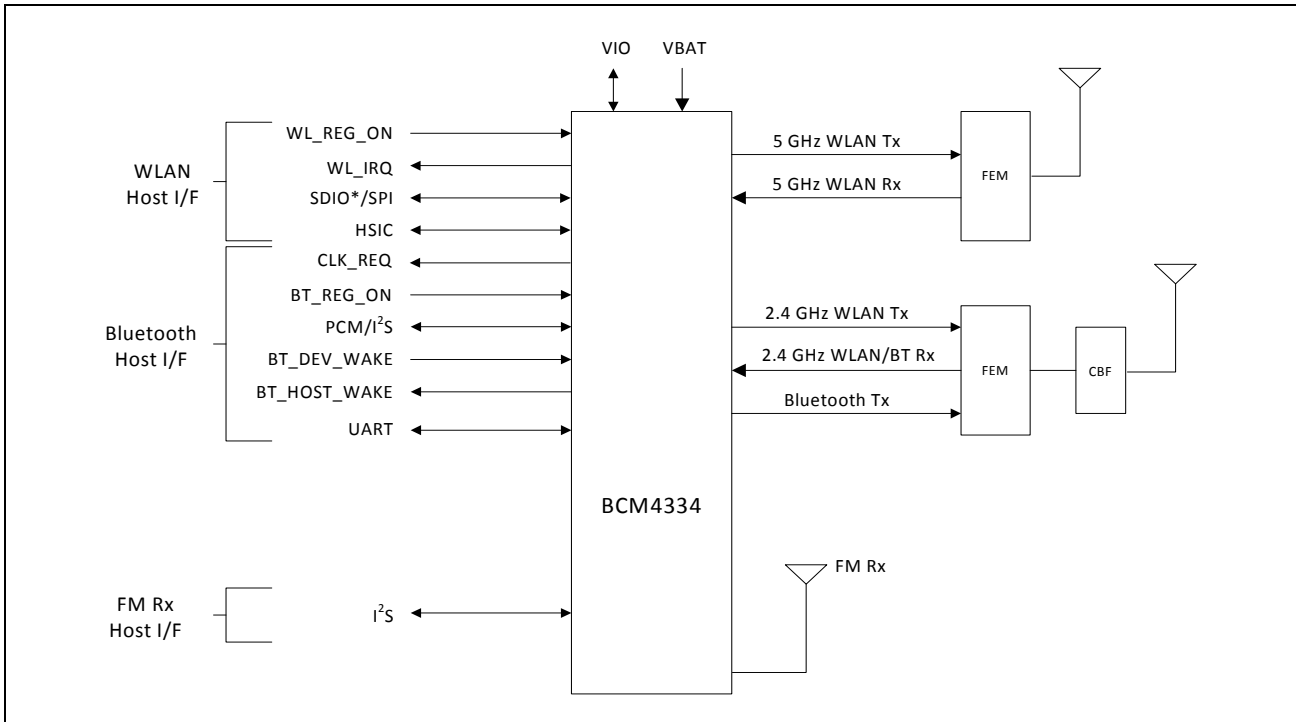 VIO VBAT
WLAN
Host I/F
WL_REG_ON
WL_IRQ
SDIO*/SPI
HSIC
Bluetooth
Host I/F
CLK_REQ
BT_REG_ON
PCM/I²S
BT_DEV_WAKE
BT_HOST_WAKE
UART
FM Rx
Host I/F
I²S
BCM4334
5 GHz WLAN Tx
5 GHz WLAN Rx
FEM
2.4 GHz WLAN Tx
2.4 GHz WLAN/BT Rx
Bluetooth Tx
FEM
CBF
FM Rx